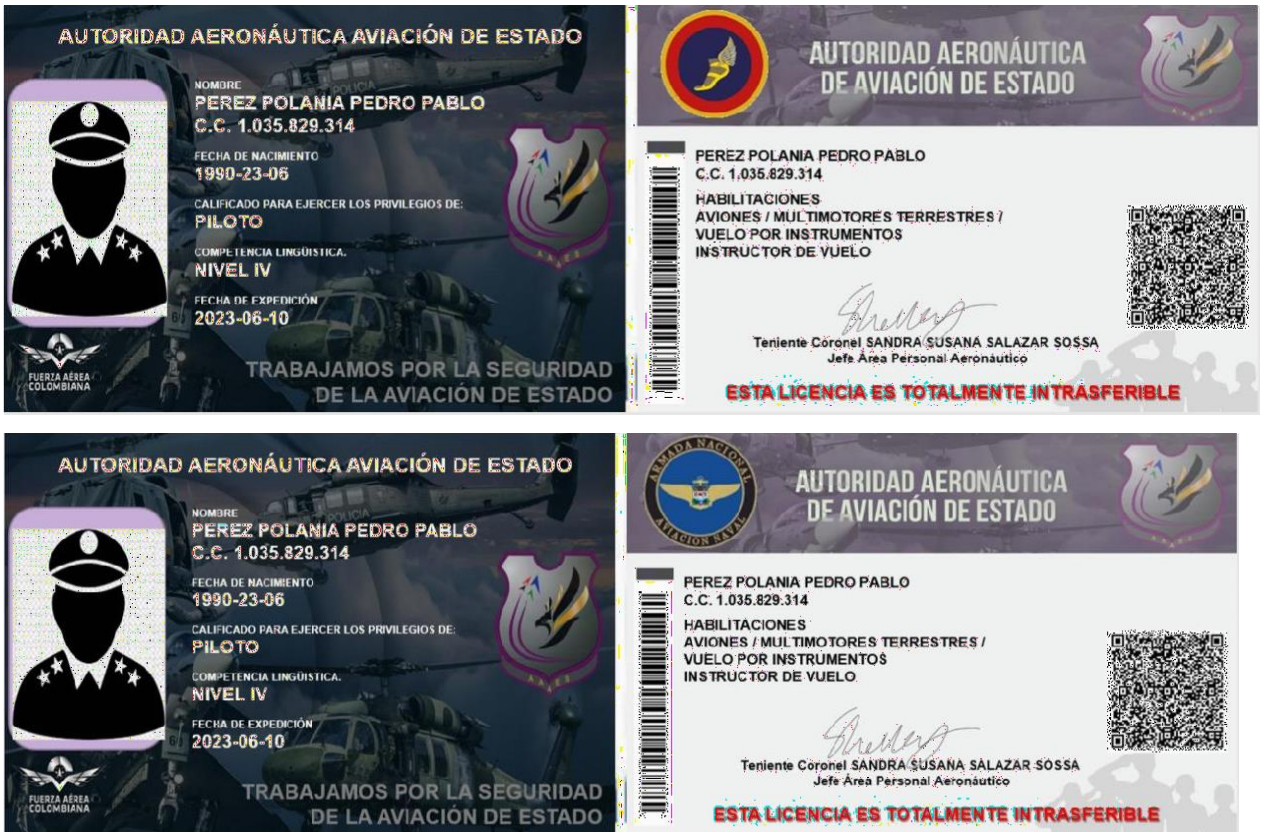 AUTORIDAD AERONÁUTICA AVIACIÓN DE ESTADO
POLICIA
NOMBRE
PEREZ POLANIA PEDRO PABLO
C.C. 1.035.829.314
FECHA DE NACIMIENTO
1990-23-06
CALIFICADO PARA EJERCER LOS PRIVILEGIOS DE:
PILOTO
COMPETENCIA LINGÜISTICA.
NIVEL IV
FECHA DE EXPEDICIÓN
2023-06-10
A A A E S
FUERZA AÉREA
COLOMBIANA
TRABAJAMOS POR LA SEGURIDAD
DE LA AVIACIÓN DE ESTADO
AUTORIDAD AERONÁUTICA
DE AVIACIÓN DE ESTADO
PEREZ POLANIA PEDRO PABLO
C.C. 1.035.829.314
HABILITACIONES
AVIONES / MULTIMOTORES TERRESTRES /
VUELO POR INSTRUMENTOS
INSTRUCTOR DE VUELO
Teniente Coronel SANDRA SUSANA SALAZAR SOSSA
Jefe Área Personal Aeronáutico
ESTA LICENCIA ES TOTALMENTE INTRASFERIBLE
AUTORIDAD AERONÁUTICA AVIACIÓN DE ESTADO
POLICIA
NOMBRE
PEREZ POLANIA PEDRO PABLO
C.C. 1.035.829.314
FECHA DE NACIMIENTO
1990-23-06
CALIFICADO PARA EJERCER LOS PRIVILEGIOS DE:
PILOTO
COMPETENCIA LINGÜISTICA.
NIVEL IV
FECHA DE EXPEDICIÓN
2023-06-10
A A A E S
FUERZA AÉREA
COLOMBIANA
TRABAJAMOS POR LA SEGURIDAD
DE LA AVIACIÓN DE ESTADO
ARMADA NACIONAL
AVIACION NAVAL
AUTORIDAD AERONÁUTICA
DE AVIACIÓN DE ESTADO
PEREZ POLANIA PEDRO PABLO
C.C. 1.035.829.314
HABILITACIONES
AVIONES / MULTIMOTORES TERRESTRES /
VUELO POR INSTRUMENTOS
INSTRUCTOR DE VUELO
Teniente Coronel SANDRA SUSANA SALAZAR SOSSA
Jefe Área Personal Aeronáutico
ESTA LICENCIA ES TOTALMENTE INTRASFERIBLE